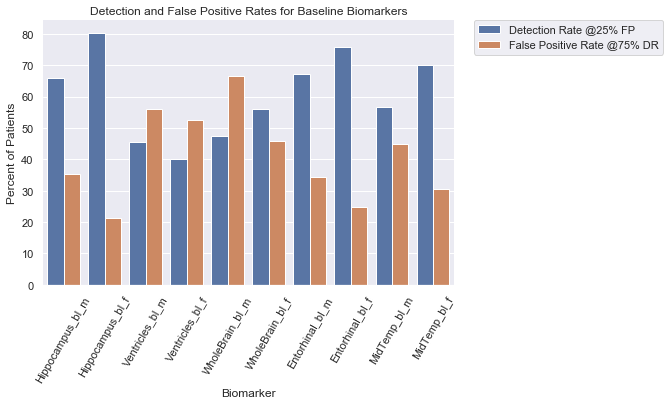 Detection and False Positive Rates for Baseline Biomarkers
Detection Rate @25% FP
False Positive Rate @75% DR
Percent of Patients
80
70
60
50
40
30
20
10
0
Hippocampus_bl_m
Hippocampus_bl_f
Ventricles_bl_m
Ventricles_bl_f
WholeBrain_bl_m
WholeBrain_bl_f
Entorhinal_bl_m
Entorhinal_bl_f
MidTemp_bl_m
MidTemp_bl_f
Biomarker